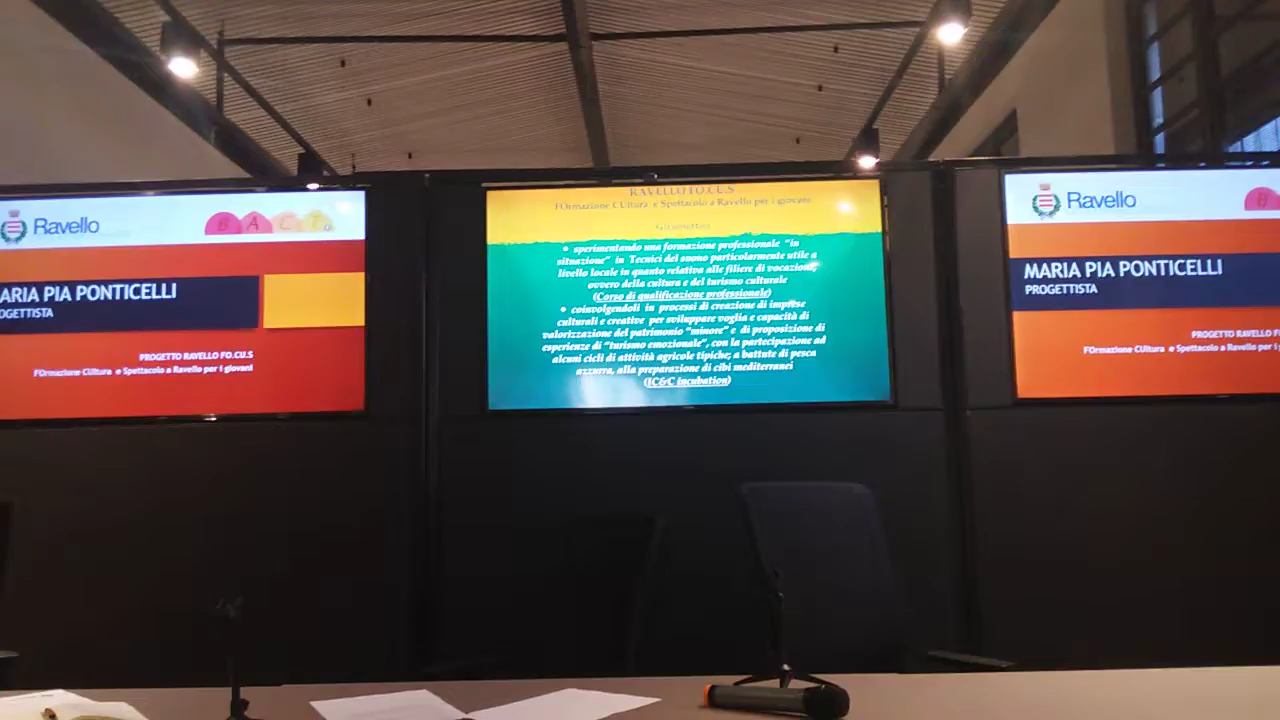 Ravello
B A C T
ARIA PIA PONTICELLI
OGETTISTA
PROGETTO RAVELLO FO.CU.S
FOrmazione CUltura e Spettacolo a Ravello per i giovani
RAVELLO FO.CU.S
FOrmazione CUltura e Spettacolo a Ravello per i giovani
Gli obiettivi
• sperimentando una formazione professionale "in
situazione" in Tecnici del suono particolarmente utile a
livello locale in quanto relativa alle filiere di vocazione,
ovvero della cultura e del turismo culturale
(Corso di qualificazione professionale)
• coinvolgendoli in processi di creazione di imprese
culturali e creative per sviluppare voglia e capacità di
valorizzazione del patrimonio "minore" e di proposizione di
esperienze di "turismo emozionale", con la partecipazione ad
alcuni cicli di attività agricole tipiche; a battute di pesca
azzurra, alla preparazione di cibi mediterranei
(IC&C incubation)
Ravello
B
MARIA PIA PONTICELLI
PROGETTISTA
PROGETTO RAVELLO F
FOrmazione CUltura e Spettacolo a Ravello per i g